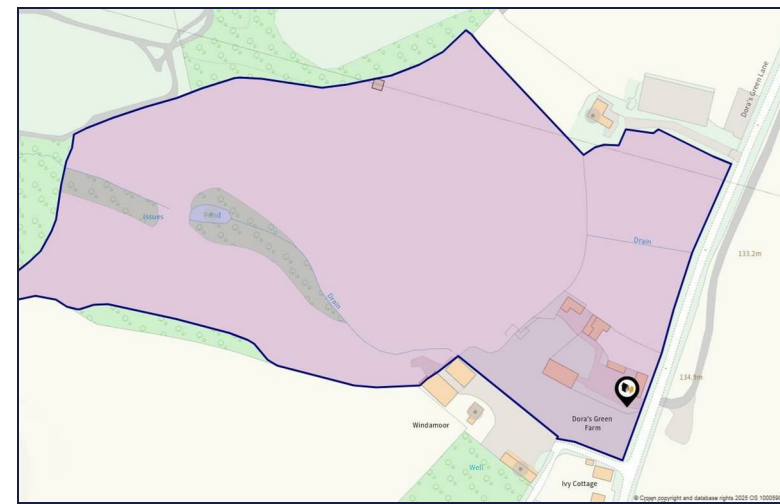 Dora's Green Lane
Issues
Pond
Drain
Drain
133.2m
134.1m
Dora's Green
Farm
Windamoor
Well
Ivy Cottage
© Crown copyright and database rights 2025 OS